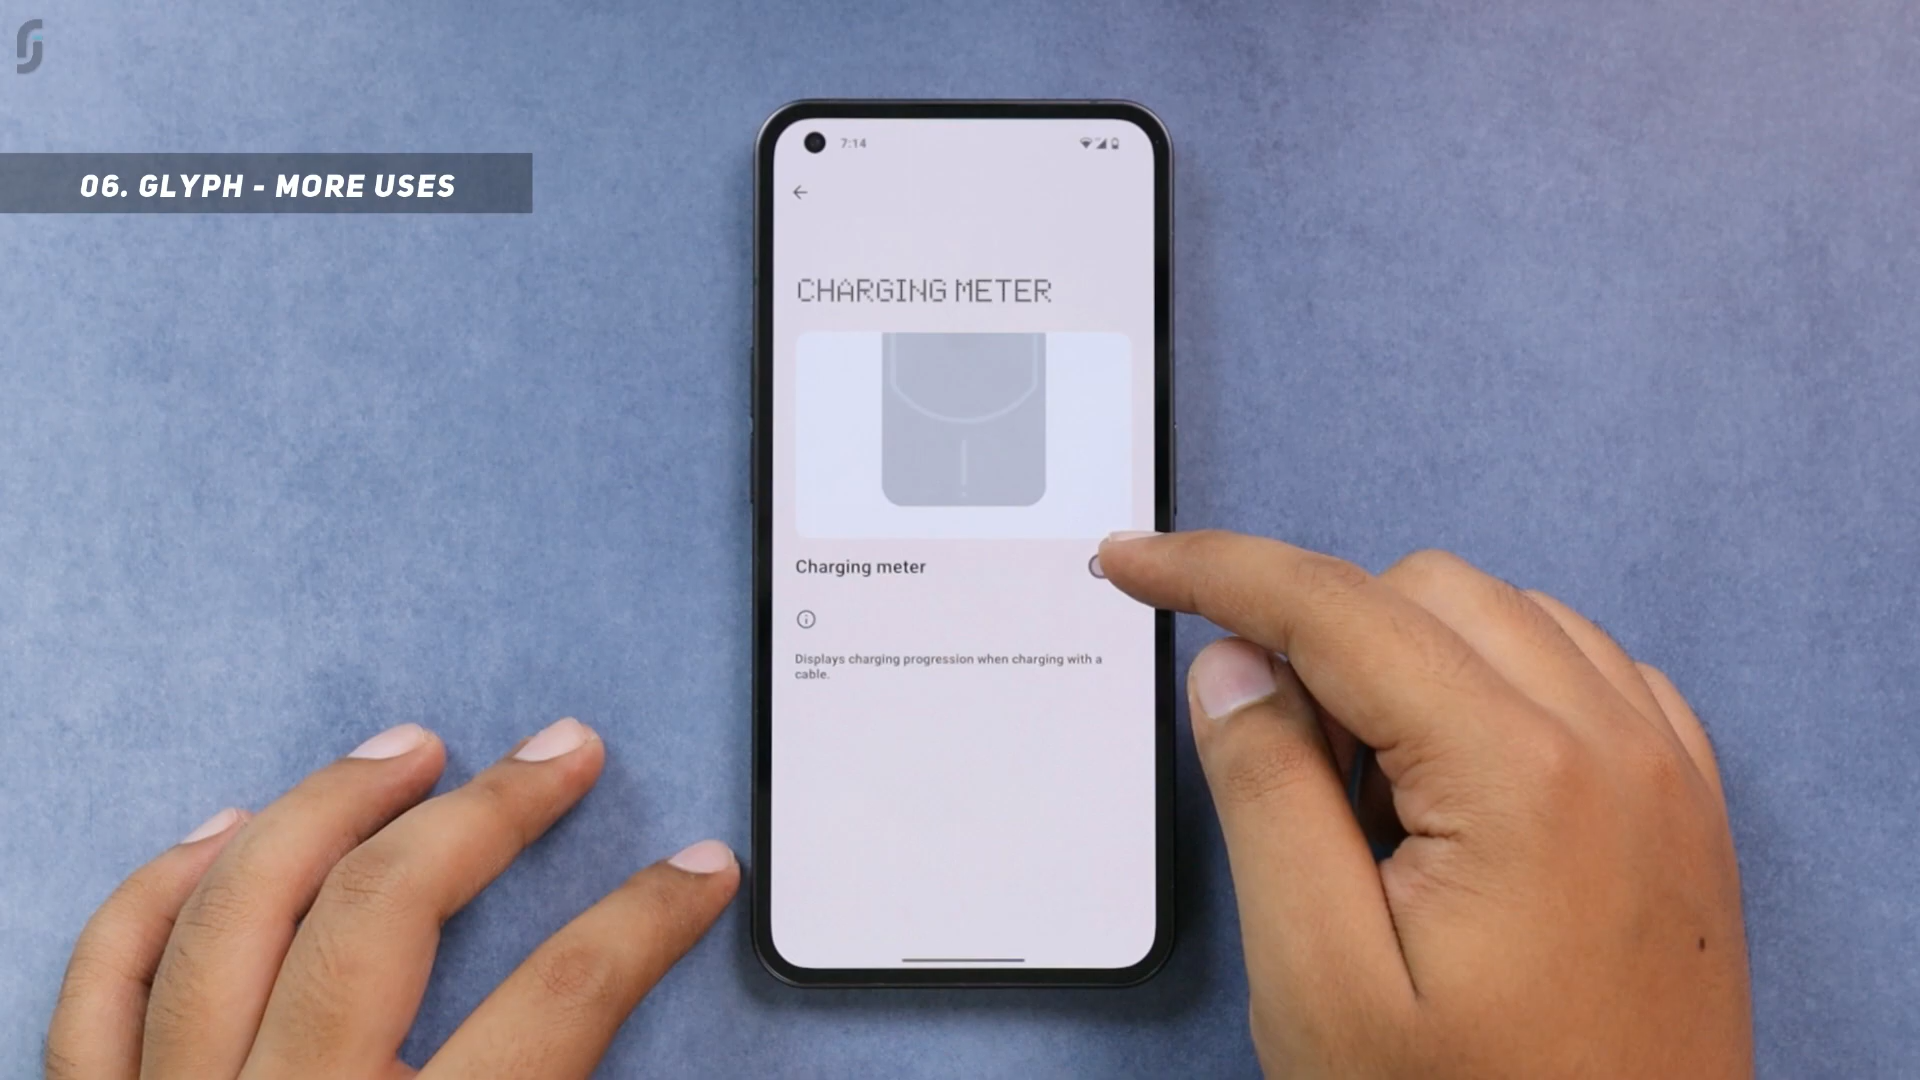 06. GLYPH - MORE USES
7:14
CHARGING METER
Charging meter
Displays charging progression when charging with a
cable.